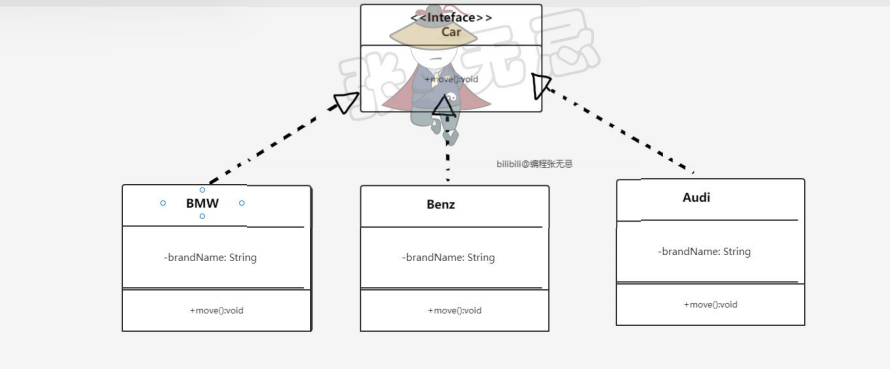 <<Inteface>>
Car
+move():void
张无忌
bilibili@编程张无忌
BMW
-brandName: String
+move():void
Benz
-brandName: String
+move():void
Audi
-brandName: String
+move():void